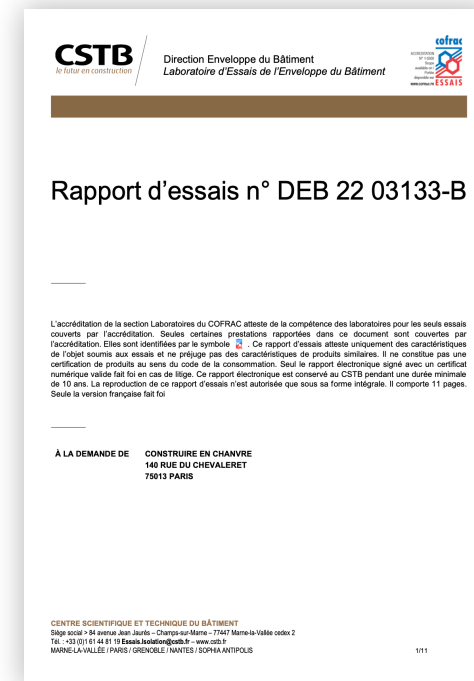 CSTB
le futur en construction
Direction Enveloppe du Bâtiment
Laboratoire d'Essais de l'Enveloppe du Bâtiment
cofrac
ESSAIS
Rapport d'essais n° DEB 22 03133-B
L'accréditation de la section Laboratoires du COFRAC atteste de la compétence des laboratoires pour les seuls essais
couverts par l'accréditation. Seules certaines prestations rapportées dans ce document sont couvertes par
l'accréditation. Elles sont identifiées par le symbole . Ce rapport d'essais atteste uniquement des caractéristiques
de l'objet soumis aux essais et ne préjuge pas des caractéristiques de produits similaires. Il ne constitue pas une
certification de produits au sens du code de la consommation. Seul le rapport électronique signé avec un certificat
numérique valide fait foi en cas de litige. Ce rapport électronique est conservé au CSTB pendant une durée minimale
de 10 ans. La reproduction de ce rapport d'essais n'est autorisée que sous sa forme intégrale. Il comporte 11 pages.
Seule la version française fait foi
À LA DEMANDE DE CONSTRUIRE EN CHANVRE
140 RUE DU CHEVALERET
75013 PARIS
CENTRE SCIENTIFIQUE ET TECHNIQUE DU BÂTIMENT
Siège social > 84 avenue Jean Jaurès – Champs-sur-Marne – 77447 Marne-la-Vallée cedex 2
Tél. : +33 (0)1 61 44 81 19 Essais.Isolation@cstb.fr – www.cstb.fr
MARNE-LA-VALLÉE / PARIS / GRENOBLE / NANTES / SOPHIA ANTIPOLIS 1/11